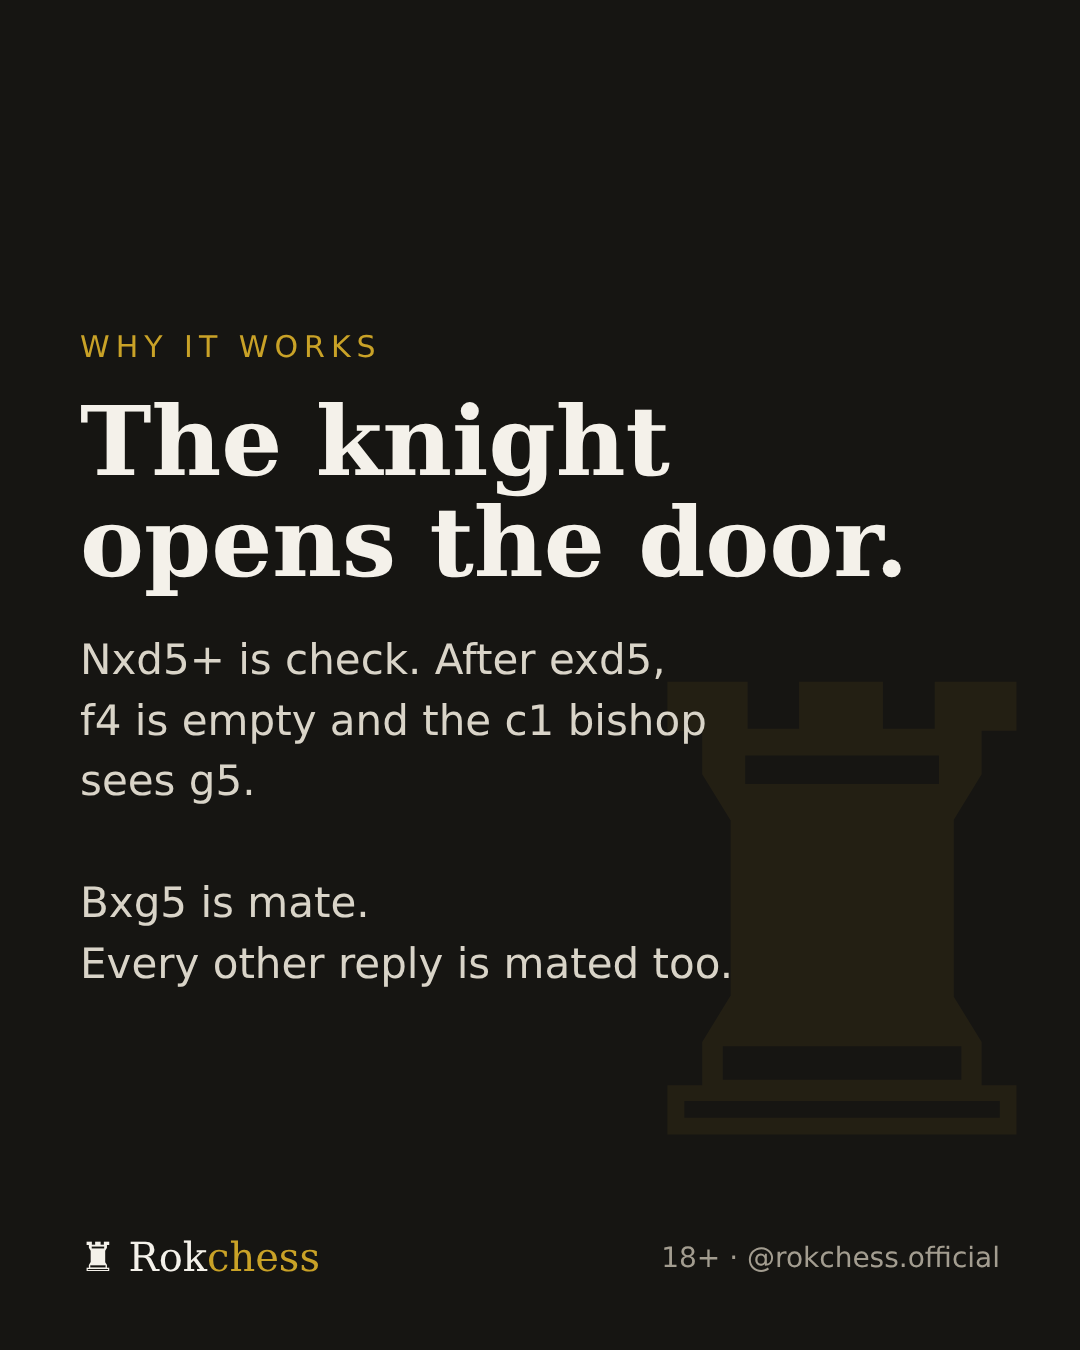 WHY IT WORKS
The knight
opens the door.
Nxd5+ is check. After exd5,
f4 is empty and the c1 bishop
sees g5.
Bxg5 is mate.
Every other reply is mated too.
♜ Rokchess
18+ · @rokchess.official